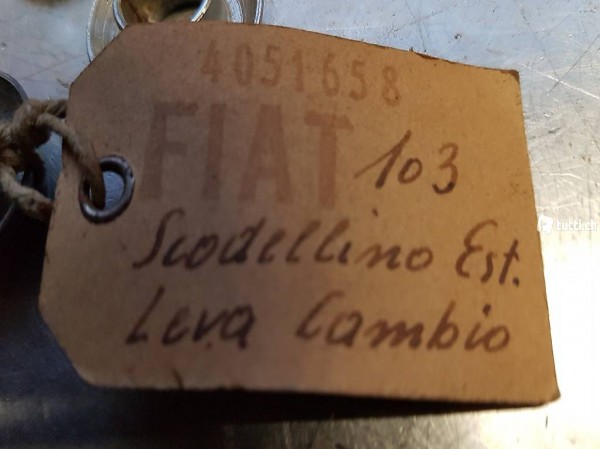 4051658
FIAT 103
Scodellino Est.
Leva Cambio